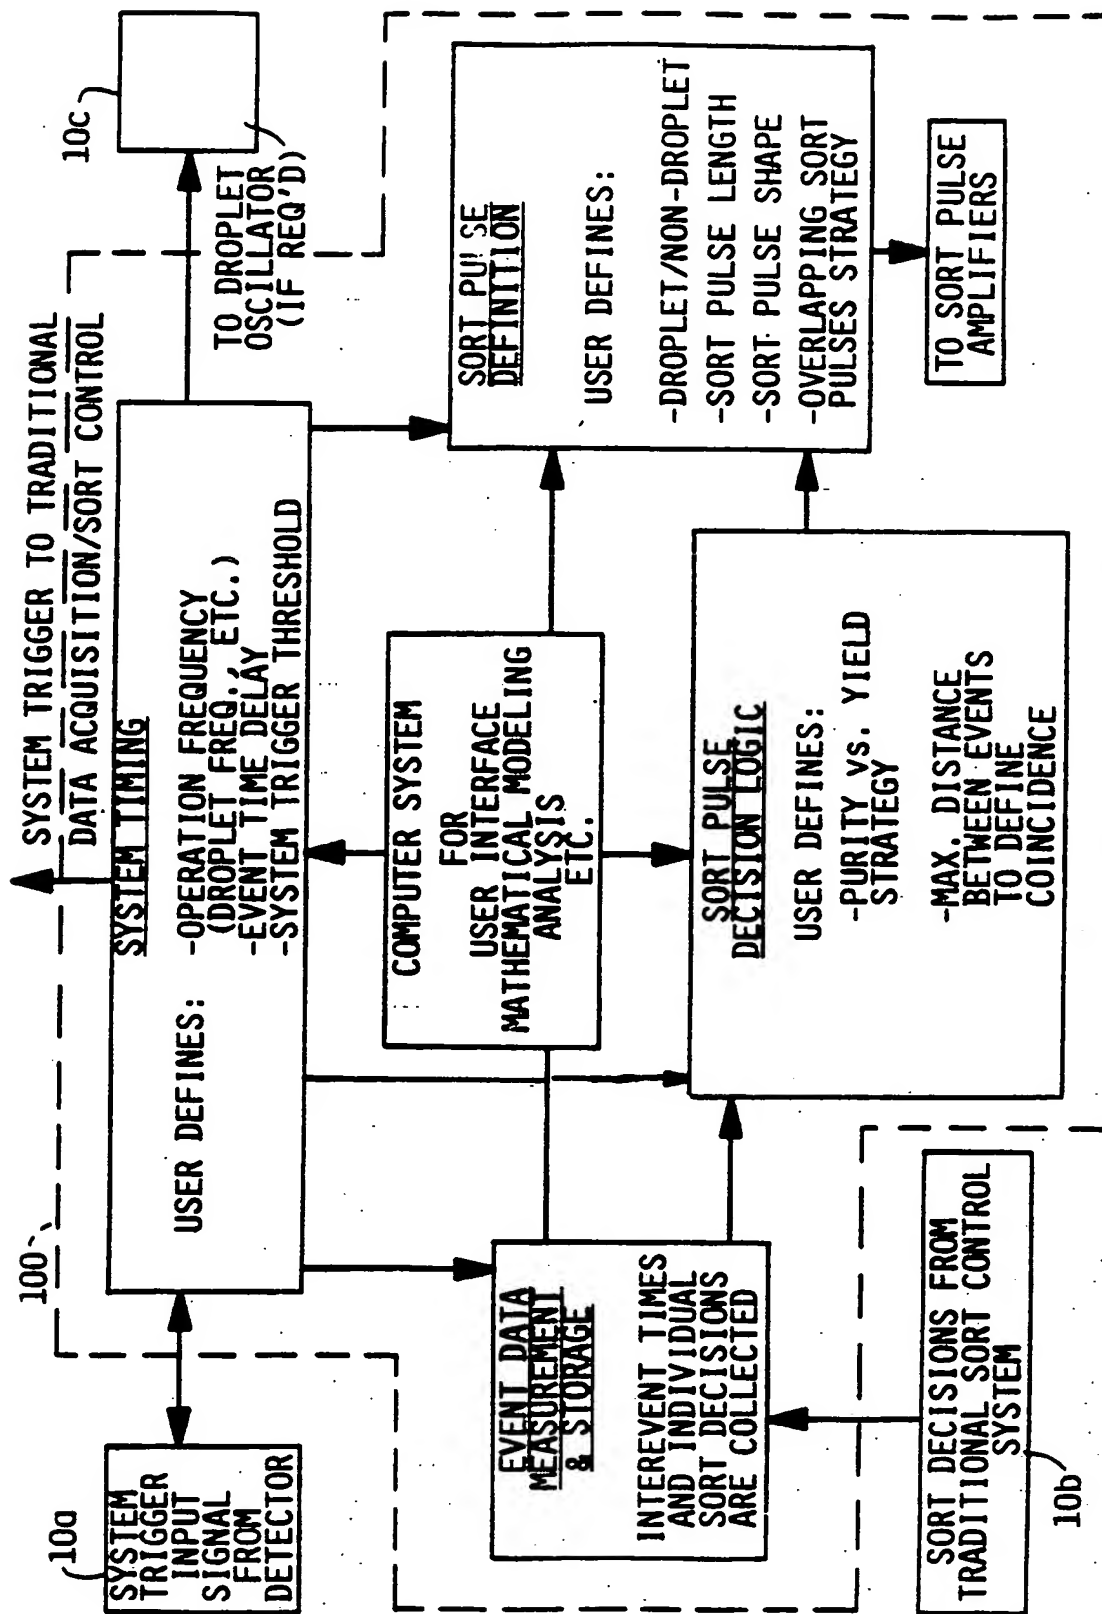 SYSTEM TRIGGER TO TRADITIONAL
DATA ACQUISITION/SORT CONTROL
100
10a
SYSTEM
TRIGGER
INPUT
SIGNAL
FROM
DETECTOR
SYSTEM TIMING
USER DEFINES:
-OPERATION FREQUENCY
(DROPLET FREQ., ETC.)
-EVENT TIME DELAY
-SYSTEM TRIGGER THRESHOLD
10c
TO DROPLET
OSCILLATOR
(IF REQ'D)
EVENT DATA
MEASUREMENT
& STORAGE
INTEREVENT TIMES
AND INDIVIDUAL
SORT DECISIONS
ARE COLLECTED
COMPUTER SYSTEM
FOR
USER INTERFACE
MATHEMATICAL MODELING
ANALYSIS
ETC.
SORT PULSE
DEFINITION
USER DEFINES:
-DROPLET/NON-DROPLET
-SORT PULSE LENGTH
-SORT PULSE SHAPE
-OVERLAPPING SORT
PULSES STRATEGY
SORT PULSE
DECISION LOGIC
USER DEFINES:
-PURITY vs. YIELD
STRATEGY
-MAX. DISTANCE
BETWEEN EVENTS
TO DEFINE
COINCIDENCE
SORT DECISIONS FROM
TRADITIONAL SORT CONTROL
SYSTEM
10b
TO SORT PULSE
AMPLIFIERS